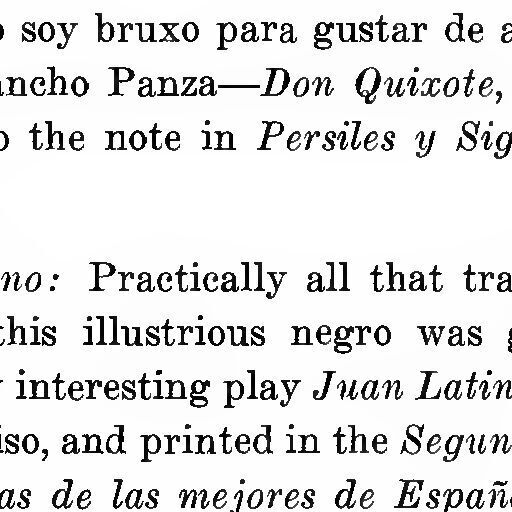 soy bruxo para gustar de
ncho Panza—Don Quixote,
the note in Persiles y Sig
no: Practically all that tra
this illustrious negro was g
interesting play Juan Latin
iso, and printed in the Segun
as de las mejores de Españ